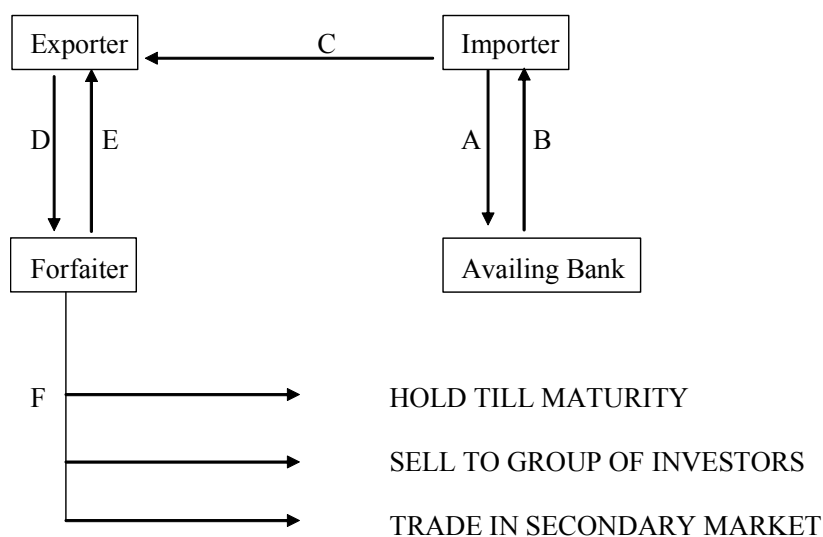 Exporter
C
Importer
D
E
A
B
Forfaiter
Availing Bank
F
HOLD TILL MATURITY
SELL TO GROUP OF INVESTORS
TRADE IN SECONDARY MARKET